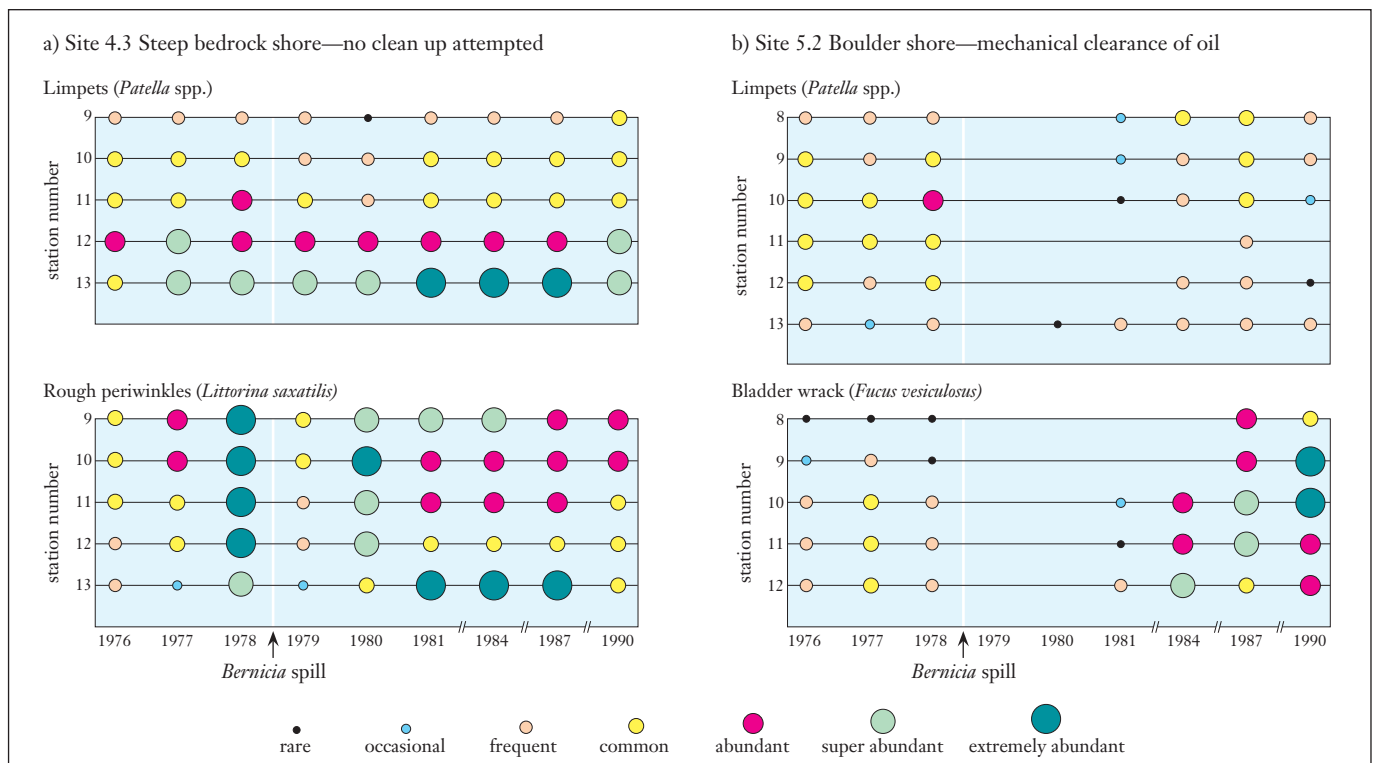 a) Site 4.3 Steep bedrock shore—no clean up attempted
Limpets (Patella spp.)
station number
9
10
11
12
13
Rough periwinkles (Littorina saxatilis)
station number
9
10
11
12
13
1976 1977 1978 1979 1980 1981 1984 1987 1990
Bernicia spill
b) Site 5.2 Boulder shore—mechanical clearance of oil
Limpets (Patella spp.)
station number
8
9
10
11
12
13
Bladder wrack (Fucus vesiculosus)
station number
8
9
10
11
12
1976 1977 1978 1979 1980 1981 1984 1987 1990
Bernicia spill
rare occasional frequent common abundant super abundant extremely abundant